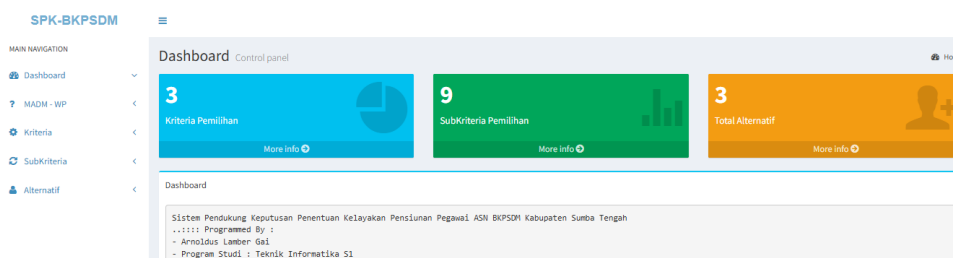 SPK-BKPSDM
MAIN NAVIGATION
Dashboard
MADM - WP
Kriteria
SubKriteria
Alternatif
Dashboard Control panel
Ho
3
Kriteria Pemilihan
More info
9
SubKriteria Pemilihan
More info
3
Total Alternatif
More info
Dashboard
Sistem Pendukung Keputusan Penentuan Kelayakan Pensiunan Pegawai ASN BKPSDM Kabupaten Sumba Tengah
..:::: Programmed By :
- Arnoldus Lamber Gai
- Program Studi : Teknik Informatika S1